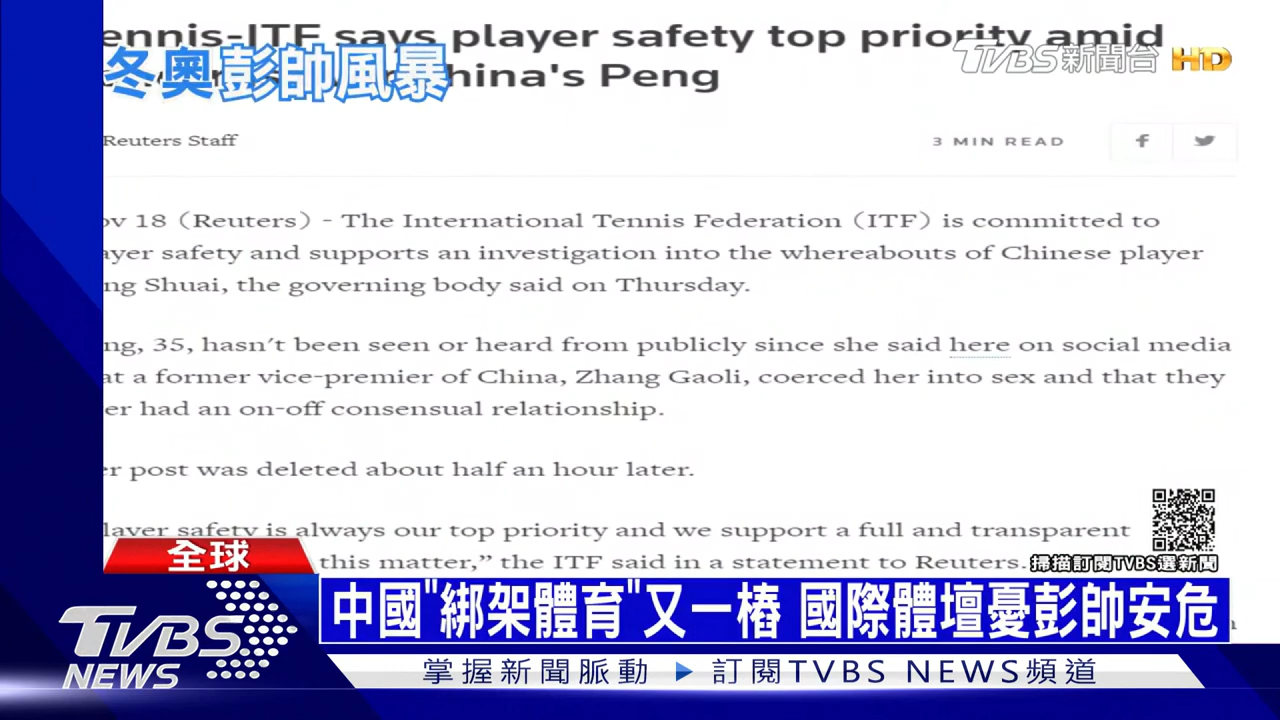 ennis-ITF says player safety top priority amid
冬奧彭帥風暴 hina's Peng
TVBS新聞台 HD
Reuters Staff
3 MIN READ
ov 18 (Reuters) - The International Tennis Federation (ITF) is committed to
ayer safety and supports an investigation into the whereabouts of Chinese player
ng Shuai, the governing body said on Thursday.
ng, 35, hasn't been seen or heard from publicly since she said here on social media
at a former vice-premier of China, Zhang Gaoli, coerced her into sex and that they
er had an on-off consensual relationship.
er post was deleted about half an hour later.
layer safety is always our top priority and we support a full and transparent
this matter,” the ITF said in a statement to Reuters.
掃描訂閱TVBS選新聞
全球
中國"綁架體育"又一樁 國際體壇憂彭帥安危
TVBS
NEWS
掌握新聞脈動 ▶ 訂閱TVBS NEWS頻道